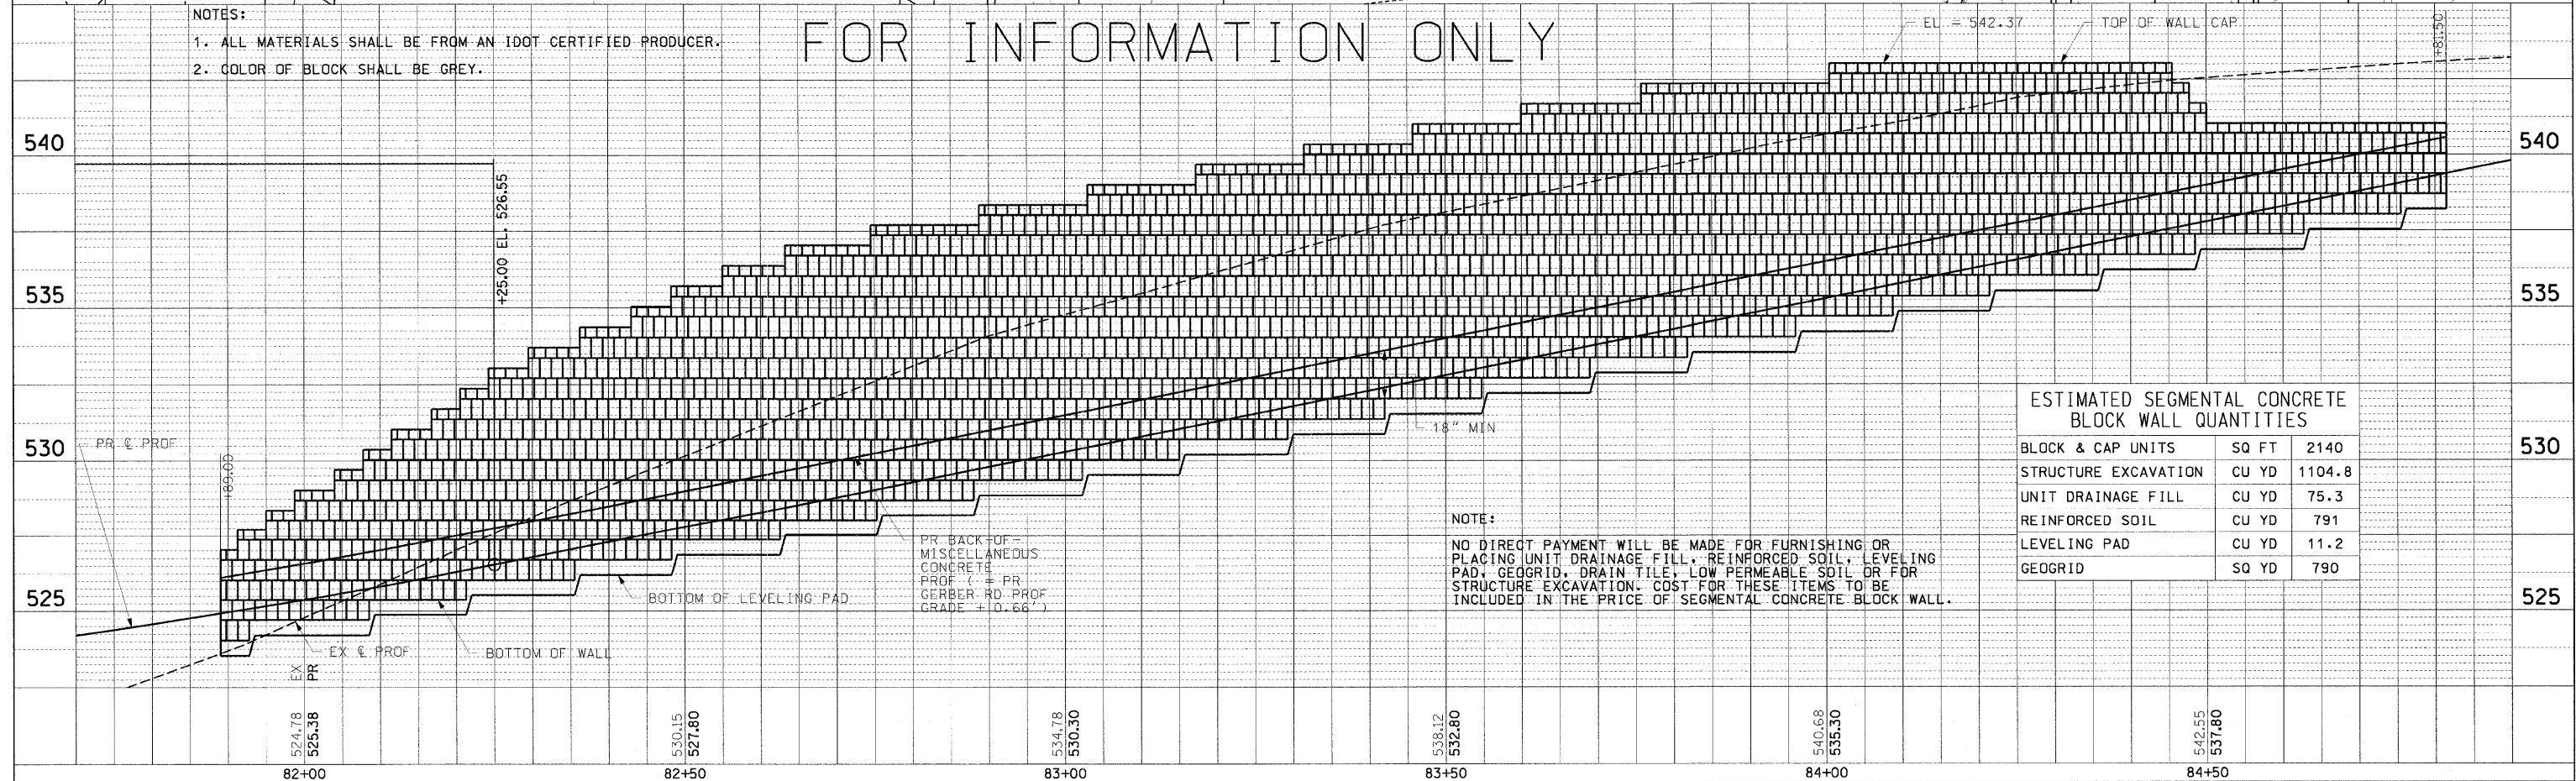 NOTES:
1. ALL MATERIALS SHALL BE FROM AN IDOT CERTIFIED PRODUCER.
2. COLOR OF BLOCK SHALL BE GREY.
FOR INFORMATION ONLY
EL = 542.37
TOP OF WALL CAP
+81.50
540
540
+25.00 EL. 526.55
535
535
PR ℄ PROF
530
530
+89.00
18" MIN
ESTIMATED SEGMENTAL CONCRETE
BLOCK WALL QUANTITIES
BLOCK & CAP UNITS SQ FT 2140
STRUCTURE EXCAVATION CU YD 1104.8
UNIT DRAINAGE FILL CU YD 75.3
REINFORCED SOIL CU YD 791
LEVELING PAD CU YD 11.2
GEOGRID SQ YD 790
NOTE:
NO DIRECT PAYMENT WILL BE MADE FOR FURNISHING OR
PLACING UNIT DRAINAGE FILL, REINFORCED SOIL, LEVELING
PAD, GEOGRID, DRAIN TILE, LOW PERMEABLE SOIL OR FOR
STRUCTURE EXCAVATION. COST FOR THESE ITEMS TO BE
INCLUDED IN THE PRICE OF SEGMENTAL CONCRETE BLOCK WALL.
PR BACK-OF-
MISCELLANEOUS
CONCRETE
PROF ( = PR
GERBER RD PROF
GRADE + 0.66')
BOTTOM OF LEVELING PAD
525
525
EX ℄ PROF
BOTTOM OF WALL
EX
PR
524.78
525.38
530.15
527.80
534.78
530.30
538.12
532.80
540.68
535.30
542.55
537.80
82+00
82+50
83+00
83+50
84+00
84+50